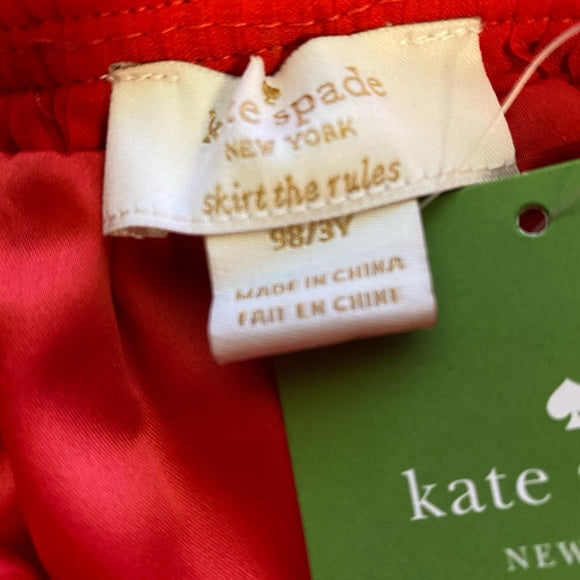 kate spade
NEW YORK
skirt the rules
98/3Y
MADE IN CHINA
FAIT EN CHINE
kate
NEW